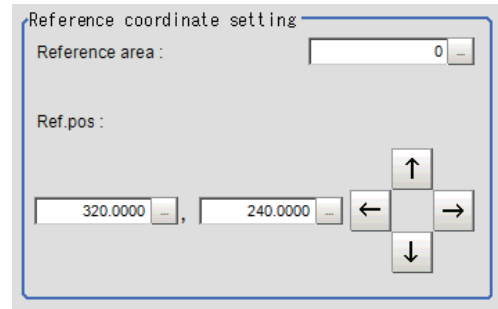 Reference coordinate setting
Reference area : 0 ...
Ref.pos :
↑
320.0000 ... , 240.0000 ... ← →
↓